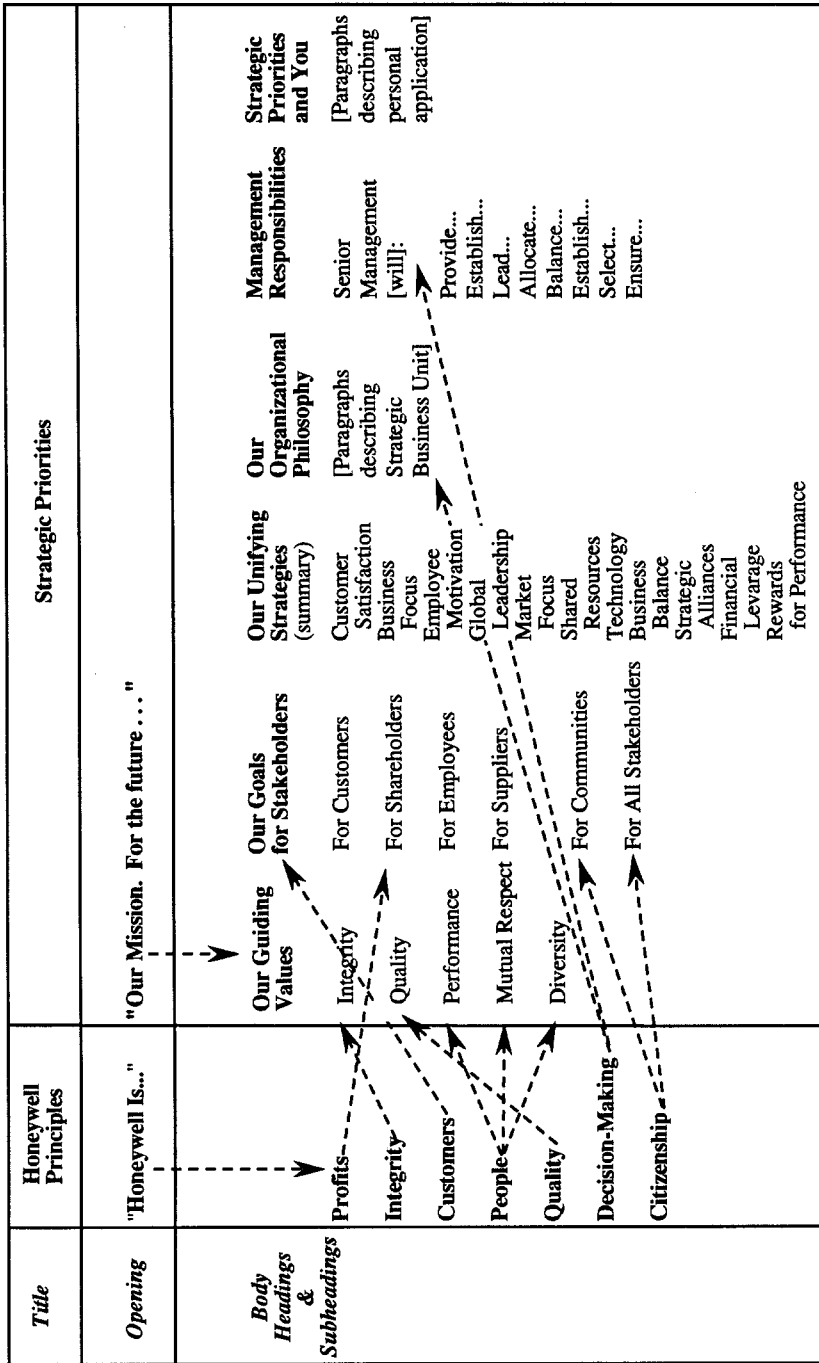 Title
Honeywell
Principles
Strategic Priorities
Opening
"Honeywell Is..."
"Our Mission. For the future . . ."
Body
Headings
&
Subheadings
Profits
Integrity
Customers
People
Quality
Decision-Making
Citizenship
Our Guiding
Values
Integrity
Quality
Performance
Mutual Respect
Diversity
Our Goals
for Stakeholders
For Customers
For Shareholders
For Employees
For Suppliers
For Communities
For All Stakeholders
Our Unifying
Strategies
(summary)
Customer
Satisfaction
Business
Focus
Employee
Motivation
Global
Leadership
Market
Focus
Shared
Resources
Technology
Business
Balance
Strategic
Alliances
Financial
Levarage
Rewards
for Performance
Our
Organizational
Philosophy
[Paragraphs
describing
Strategic
Business Unit]
Management
Responsibilities
Senior
Management
[will]:
Provide...
Establish...
Lead...
Allocate...
Balance...
Establish...
Select...
Ensure...
Strategic
Priorities
and You
[Paragraphs
describing
personal
application]